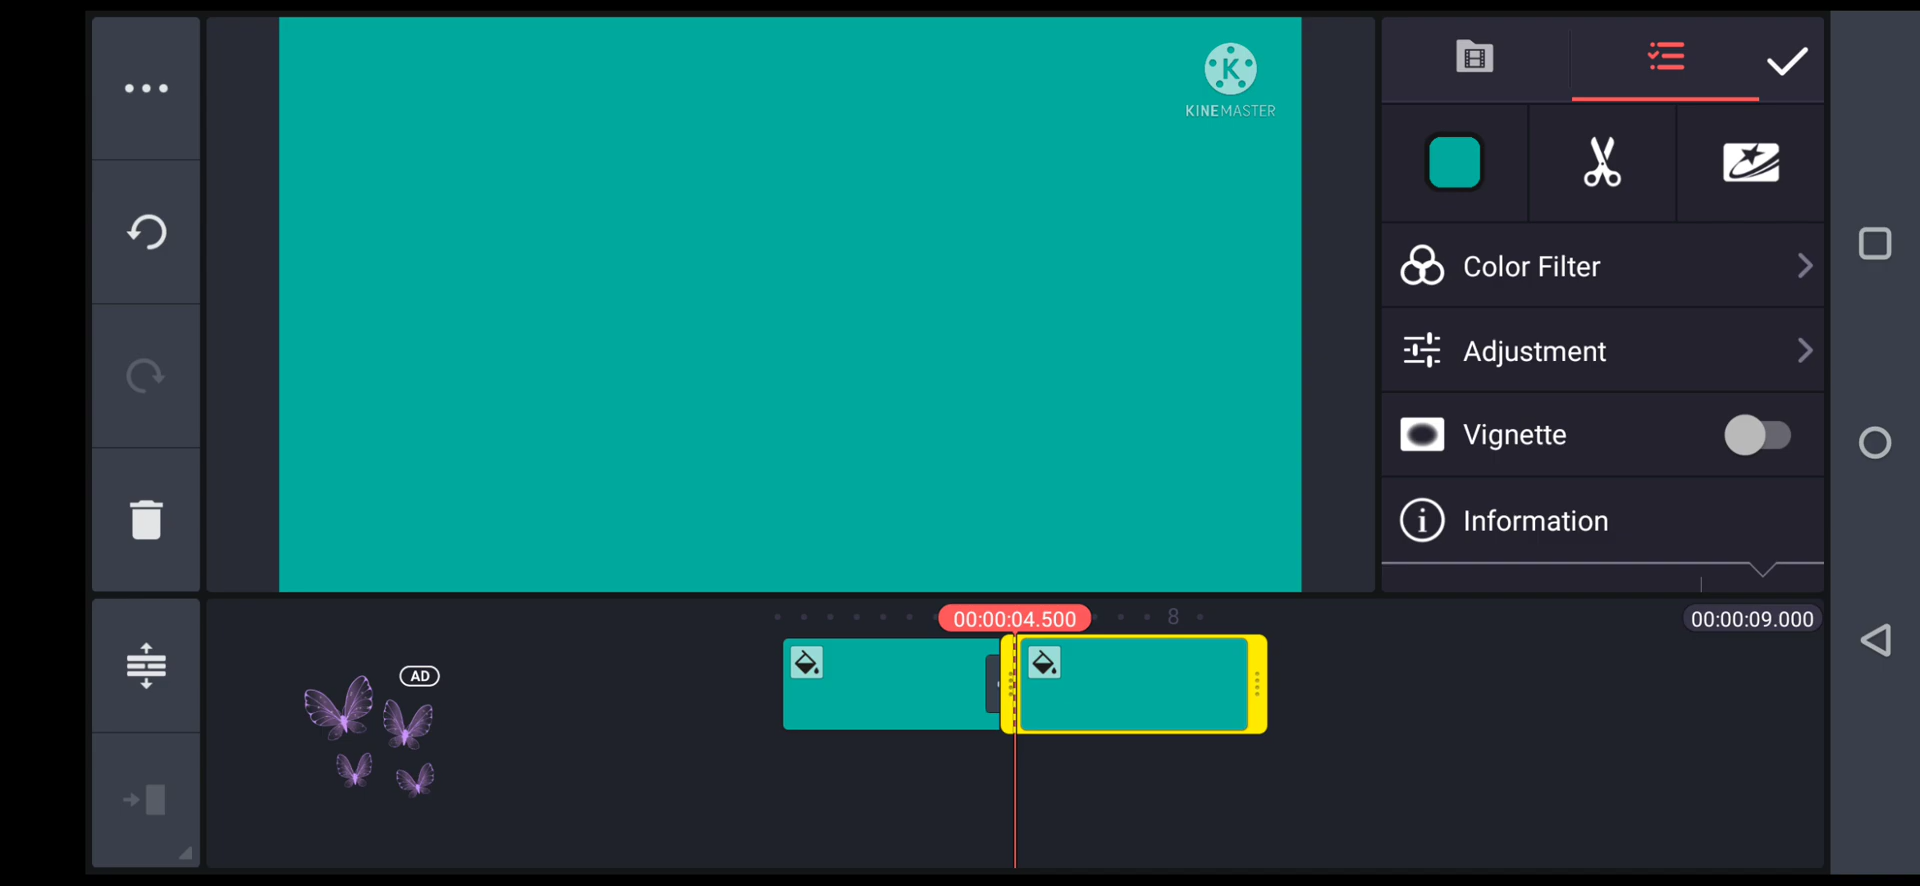 K
KINEMASTER
Color Filter
Adjustment
Vignette
Information
00:00:04.500
8
00:00:09.000
AD